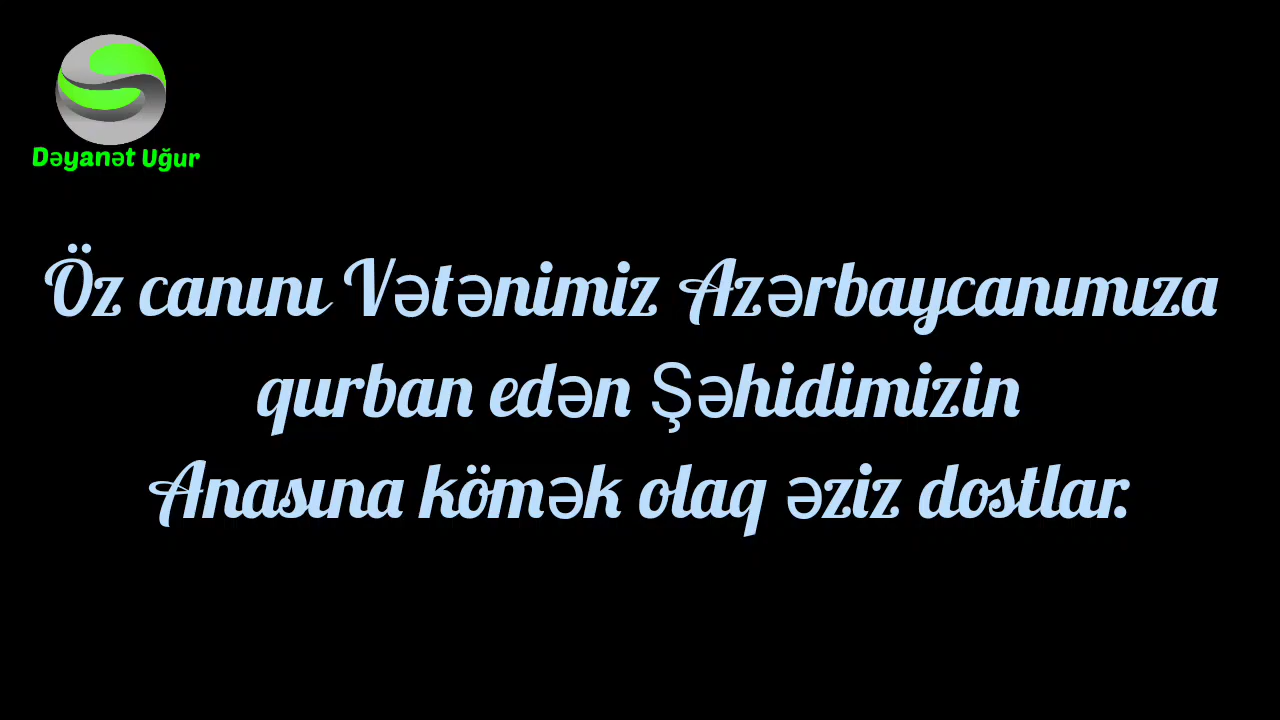 Dəyanət Uğur
Öz canını Vətənimiz Azərbaycanımıza
qurban edən Şəhidimizin
Anasına kömək olaq əziz dostlar.